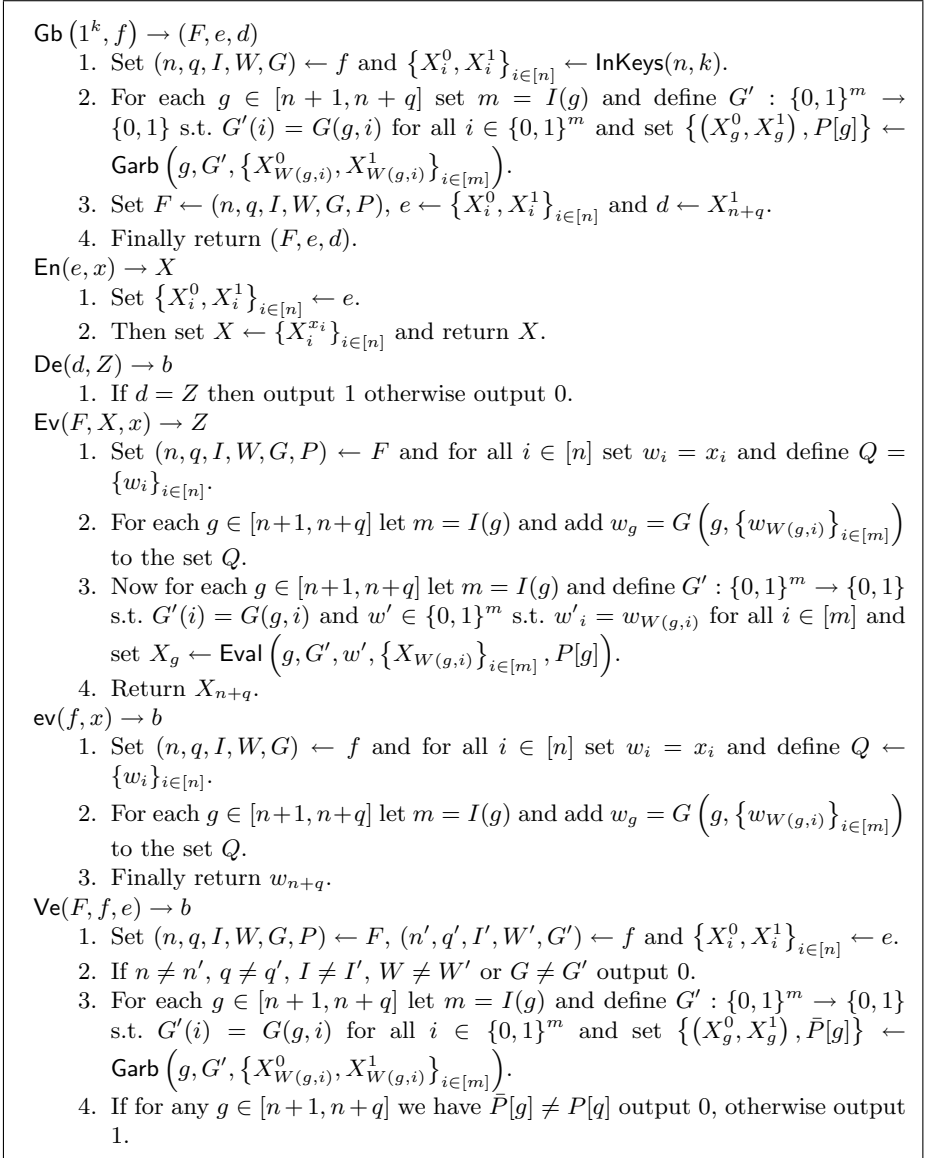 Gb (1^k, f) → (F, e, d)
1. Set (n, q, I, W, G) ← f and {X_i^0, X_i^1}_{i∈[n]} ← InKeys(n, k).
2. For each g ∈ [n + 1, n + q] set m = I(g) and define G' : {0, 1}^m →
{0, 1} s.t. G'(i) = G(g, i) for all i ∈ {0, 1}^m and set {(X_g^0, X_g^1), P[g]} ←
Garb (g, G', {X_{W(g,i)}^0, X_{W(g,i)}^1}_{i∈[m]}).
3. Set F ← (n, q, I, W, G, P), e ← {X_i^0, X_i^1}_{i∈[n]} and d ← X_{n+q}^1.
4. Finally return (F, e, d).
En(e, x) → X
1. Set {X_i^0, X_i^1}_{i∈[n]} ← e.
2. Then set X ← {X_i^{x_i}}_{i∈[n]} and return X.
De(d, Z) → b
1. If d = Z then output 1 otherwise output 0.
Ev(F, X, x) → Z
1. Set (n, q, I, W, G, P) ← F and for all i ∈ [n] set w_i = x_i and define Q =
{w_i}_{i∈[n]}.
2. For each g ∈ [n+1, n+q] let m = I(g) and add w_g = G (g, {w_{W(g,i)}}_{i∈[m]})
to the set Q.
3. Now for each g ∈ [n+1, n+q] let m = I(g) and define G' : {0, 1}^m → {0, 1}
s.t. G'(i) = G(g, i) and w' ∈ {0, 1}^m s.t. w'_i = w_{W(g,i)} for all i ∈ [m] and
set X_g ← Eval (g, G', w', {X_{W(g,i)}}_{i∈[m]}, P[g]).
4. Return X_{n+q}.
ev(f, x) → b
1. Set (n, q, I, W, G) ← f and for all i ∈ [n] set w_i = x_i and define Q ←
{w_i}_{i∈[n]}.
2. For each g ∈ [n+1, n+q] let m = I(g) and add w_g = G (g, {w_{W(g,i)}}_{i∈[m]})
to the set Q.
3. Finally return w_{n+q}.
Ve(F, f, e) → b
1. Set (n, q, I, W, G, P) ← F, (n', q', I', W', G') ← f and {X_i^0, X_i^1}_{i∈[n]} ← e.
2. If n ≠ n', q ≠ q', I ≠ I', W ≠ W' or G ≠ G' output 0.
3. For each g ∈ [n + 1, n + q] let m = I(g) and define G' : {0, 1}^m → {0, 1}
s.t. G'(i) = G(g, i) for all i ∈ {0, 1}^m and set {(X_g^0, X_g^1), P̄[g]} ←
Garb (g, G', {X_{W(g,i)}^0, X_{W(g,i)}^1}_{i∈[m]}).
4. If for any g ∈ [n+1, n+q] we have P̄[g] ≠ P[q] output 0, otherwise output
1.